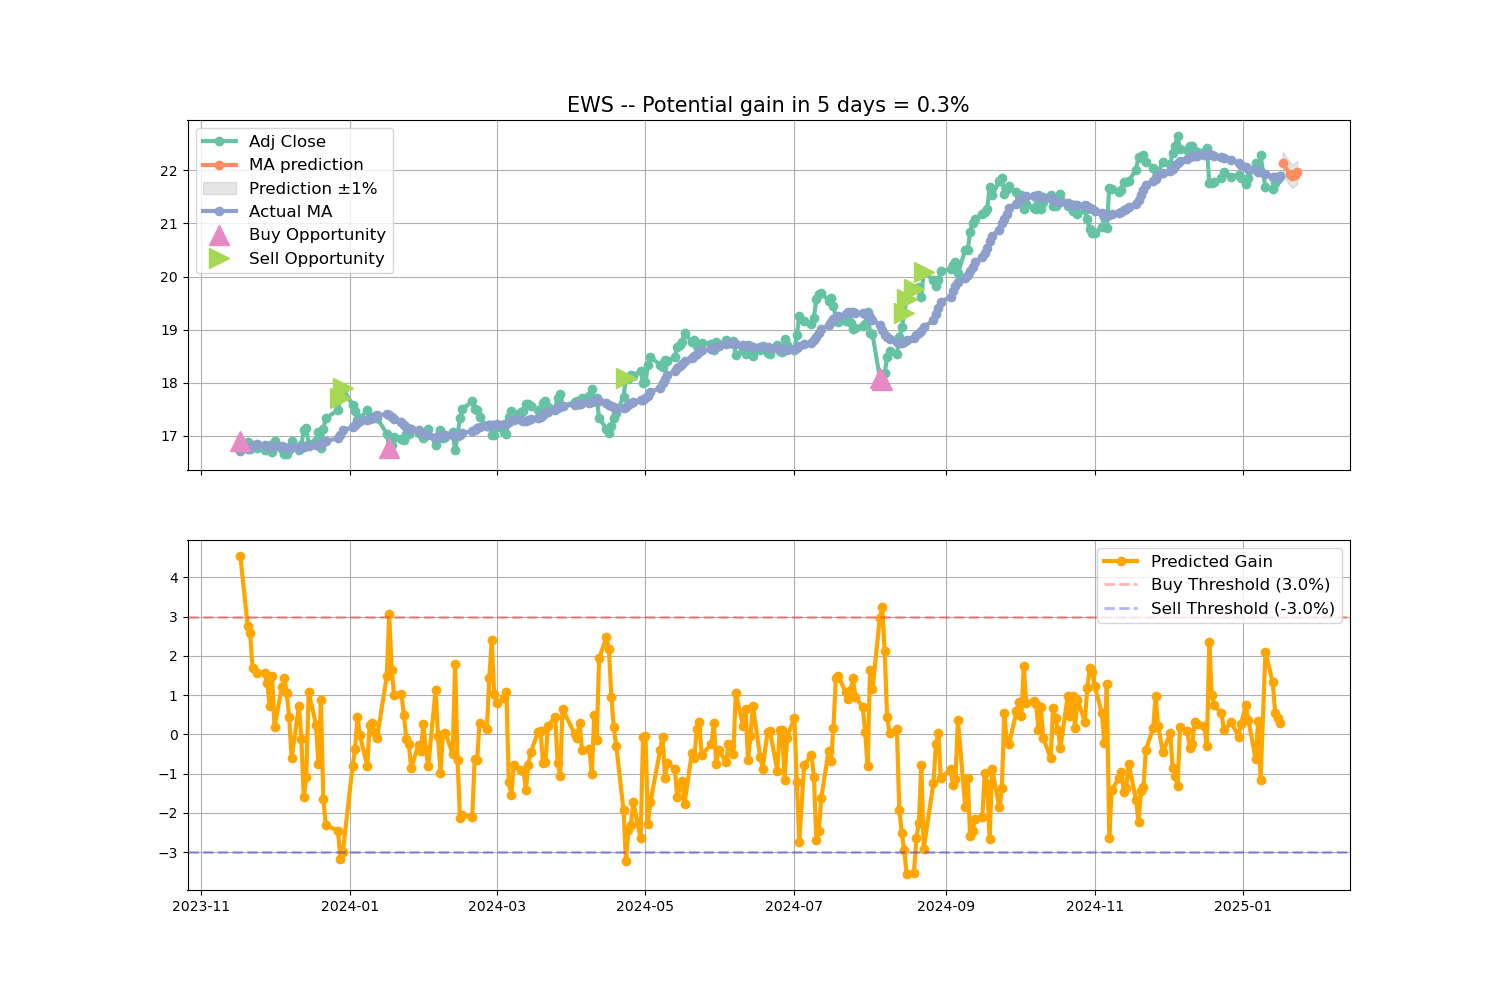 EWS -- Potential gain in 5 days = 0.3%
Adj Close
MA prediction
Prediction ±1%
Actual MA
Buy Opportunity
Sell Opportunity
22
21
20
19
18
17
Predicted Gain
Buy Threshold (3.0%)
Sell Threshold (-3.0%)
4
3
2
1
0
−1
−2
−3
2023-11 2024-01 2024-03 2024-05 2024-07 2024-09 2024-11 2025-01